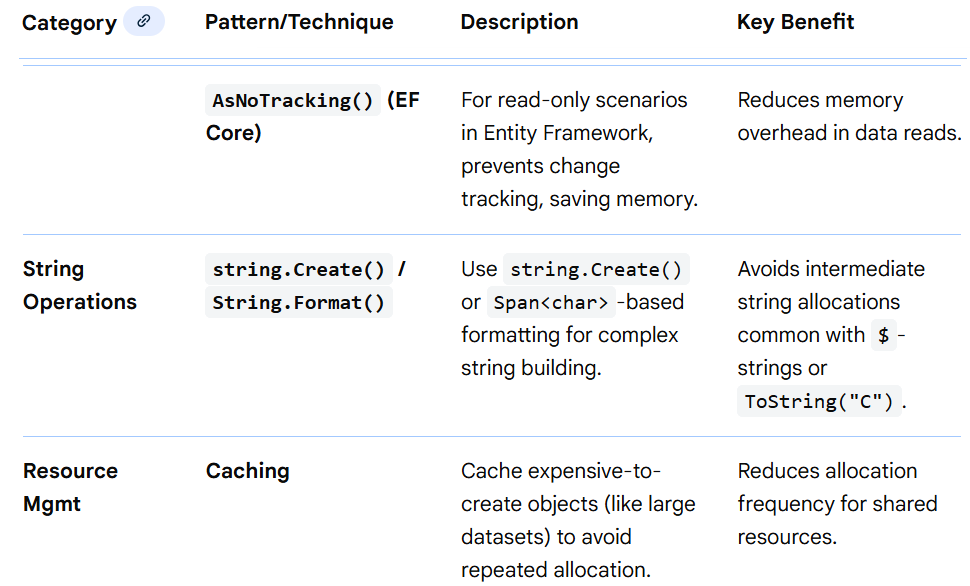 Category Pattern/Technique Description Key Benefit
AsNoTracking() (EF For read-only scenarios Reduces memory
Core) in Entity Framework, overhead in data reads.
prevents change
tracking, saving memory.
String string.Create() / Use string.Create() Avoids intermediate
Operations String.Format() or Span<char> -based string allocations
formatting for complex common with $ -
string building. strings or
ToString("C") .
Resource Caching Cache expensive-to- Reduces allocation
Mgmt create objects (like large frequency for shared
datasets) to avoid resources.
repeated allocation.